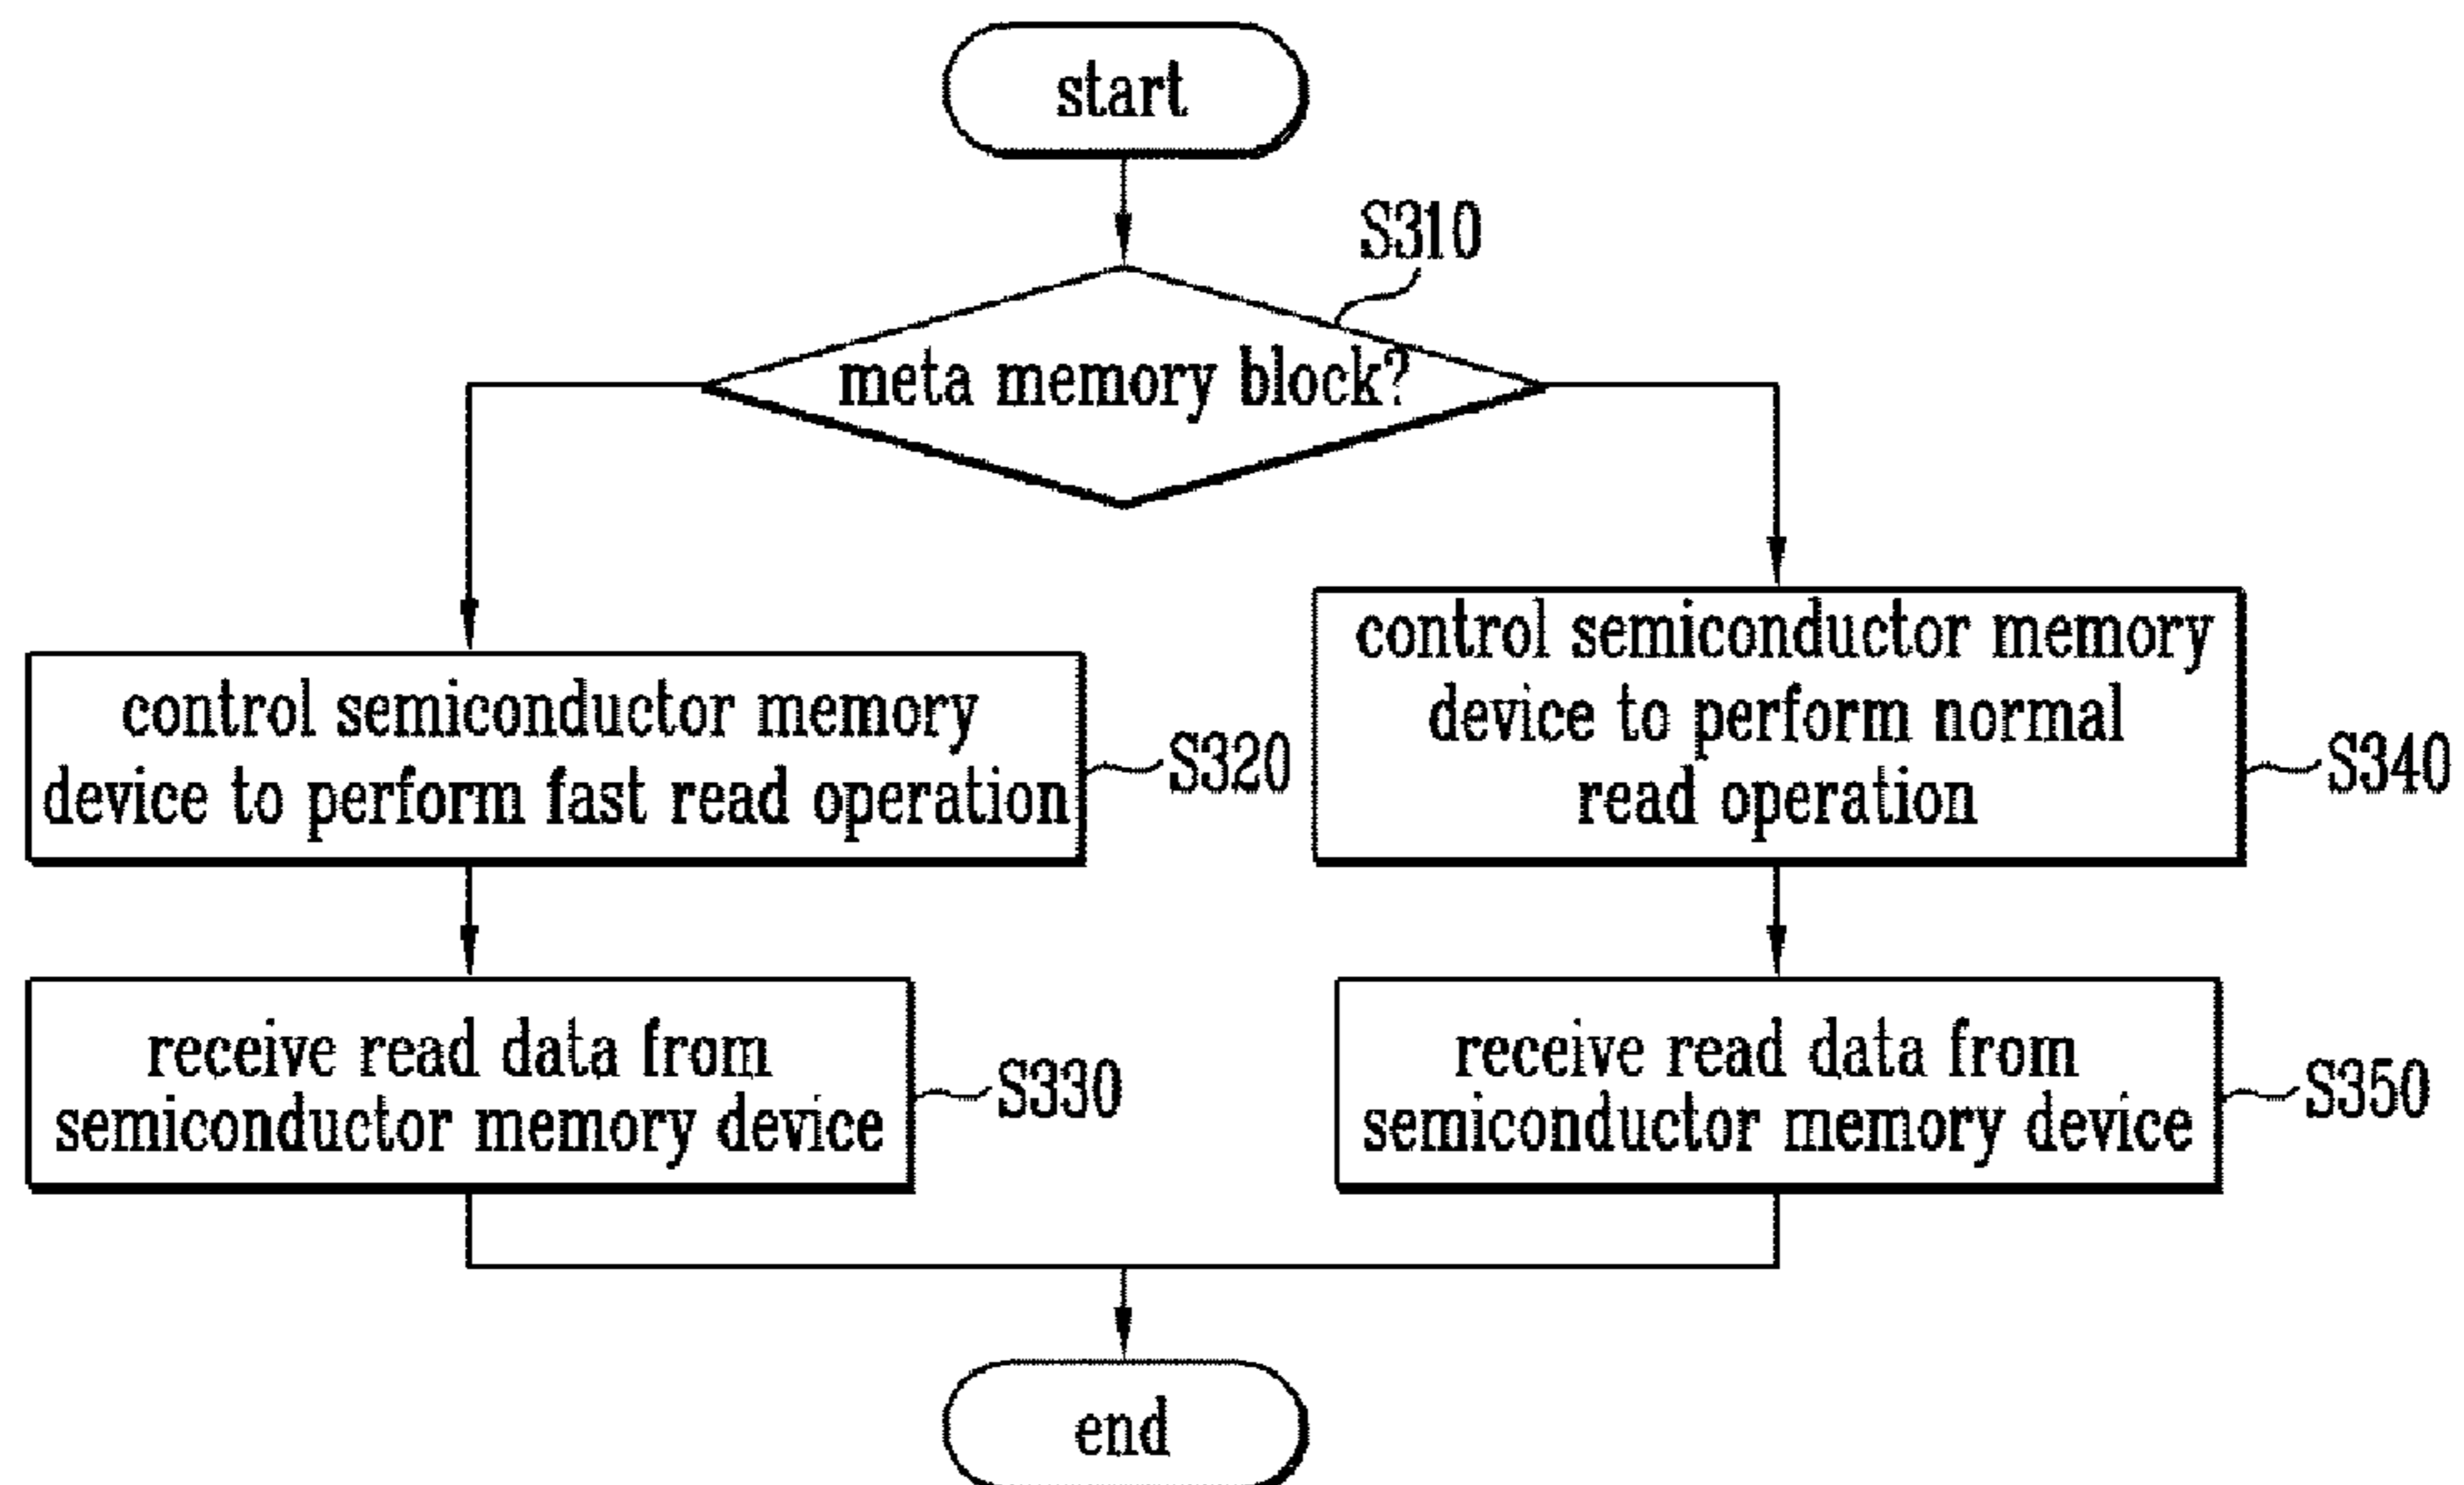 start
S310
meta memory block?
control semiconductor memory
device to perform fast read operation
S320
control semiconductor memory
device to perform normal
read operation
S340
receive read data from
semiconductor memory device
S330
receive read data from
semiconductor memory device
S350
end